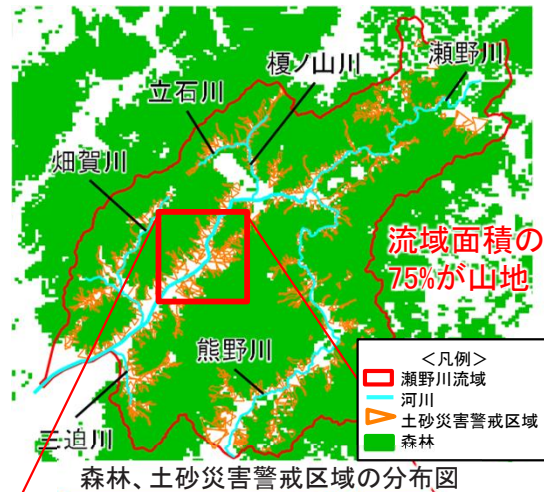 瀬野川
榎ノ山川
立石川
畑賀川
流域面積の
75%が山地
熊野川
三迫川
<凡例>
瀬野川流域
河川
土砂災害警戒区域
森林
森林、土砂災害警戒区域の分布図